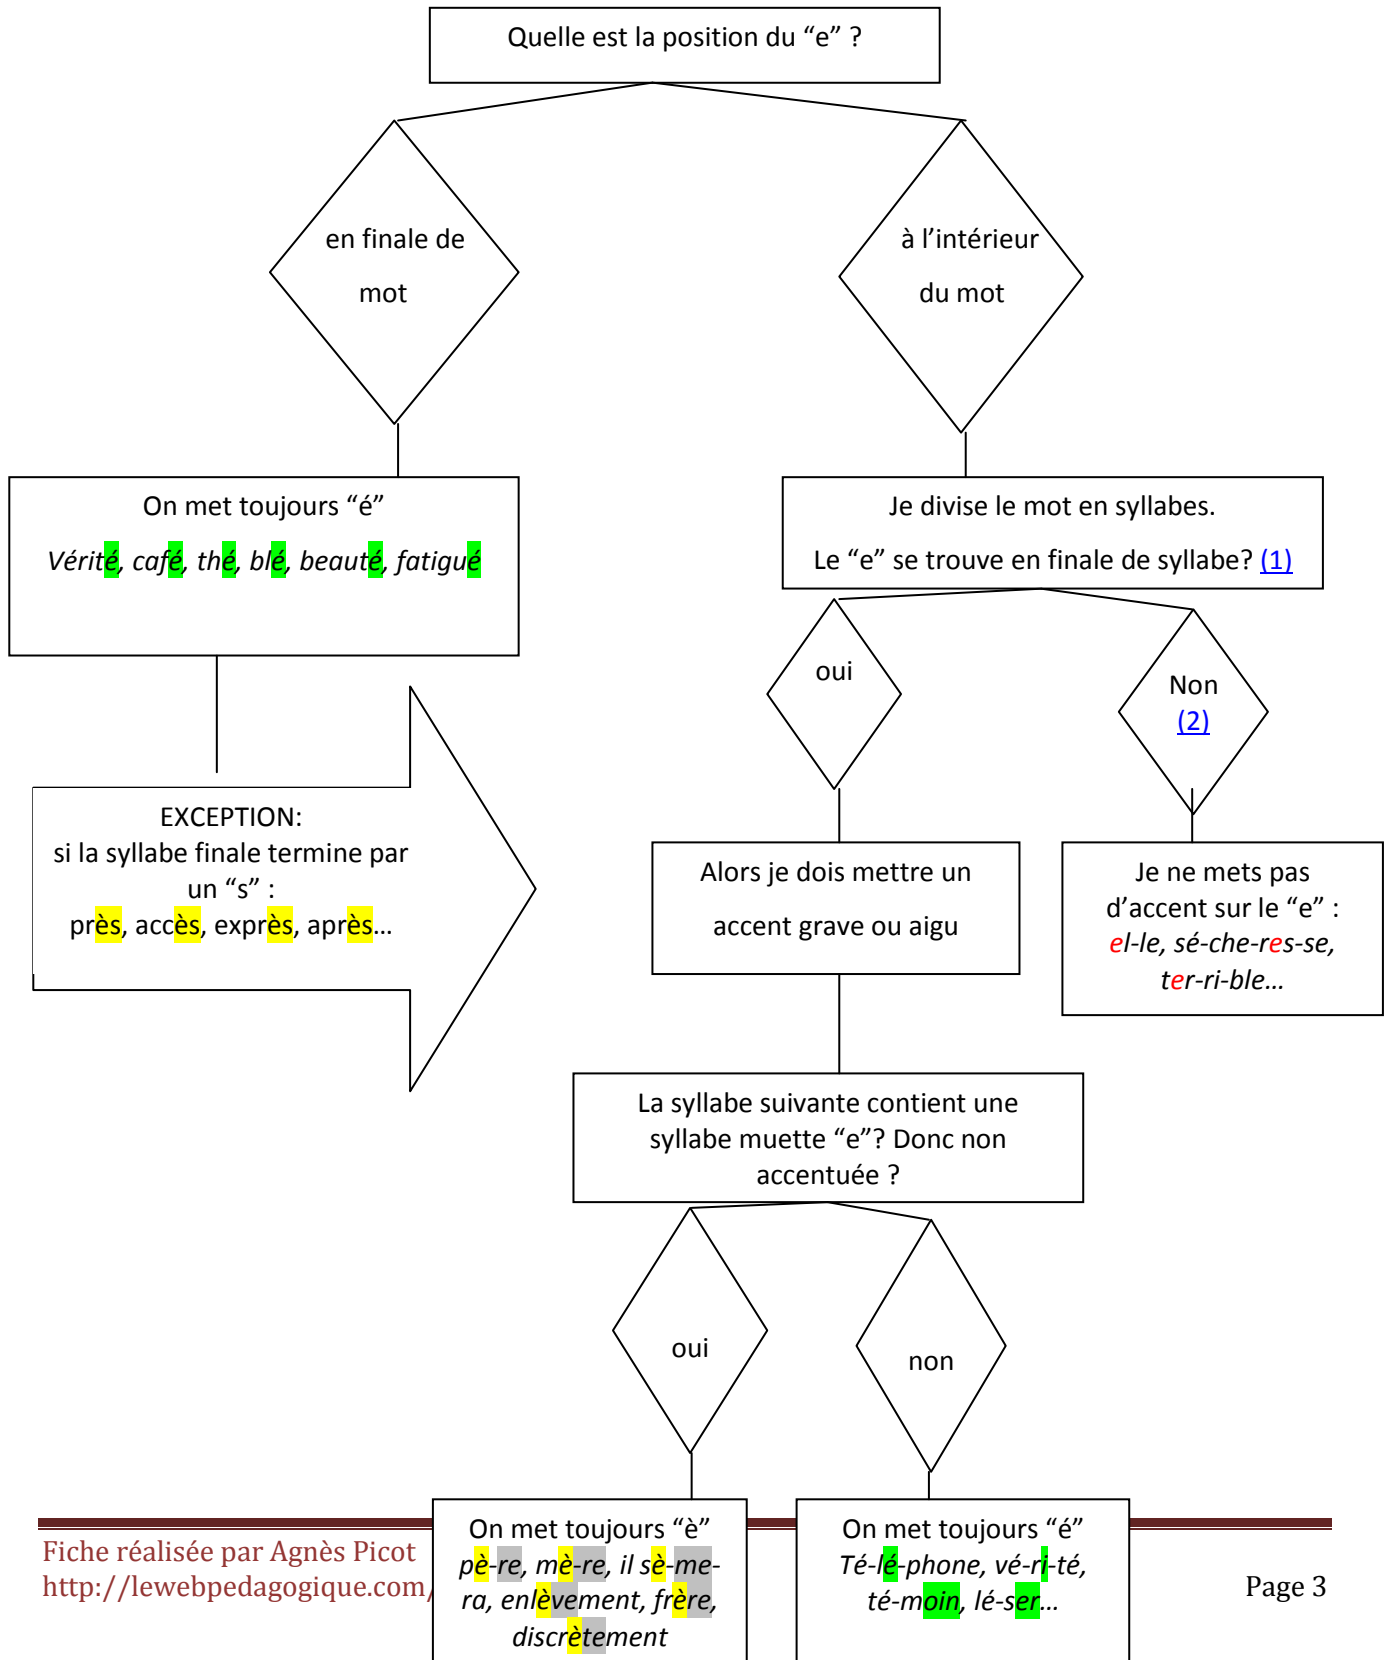 Quelle est la position du “e” ?
en finale de
mot
à l’intérieur
du mot
On met toujours “é”
Vérité, café, thé, blé, beauté, fatigué
Je divise le mot en syllabes.
Le “e” se trouve en finale de syllabe? (1)
oui
Non
(2)
EXCEPTION:
si la syllabe finale termine par
un “s” :
près, accès, exprès, après…
Alors je dois mettre un
accent grave ou aigu
Je ne mets pas
d’accent sur le “e” :
el-le, sé-che-res-se,
ter-ri-ble…
La syllabe suivante contient une
syllabe muette “e”? Donc non
accentuée ?
oui
non
On met toujours “è”
pè-re, mè-re, il sè-me-
ra, enlèvement, frère,
discrètement
On met toujours “é”
Té-lé-phone, vé-ri-té,
té-moin, lé-ser…
Fiche réalisée par Agnès Picot
http://lewebpedagogique.com/
Page 3